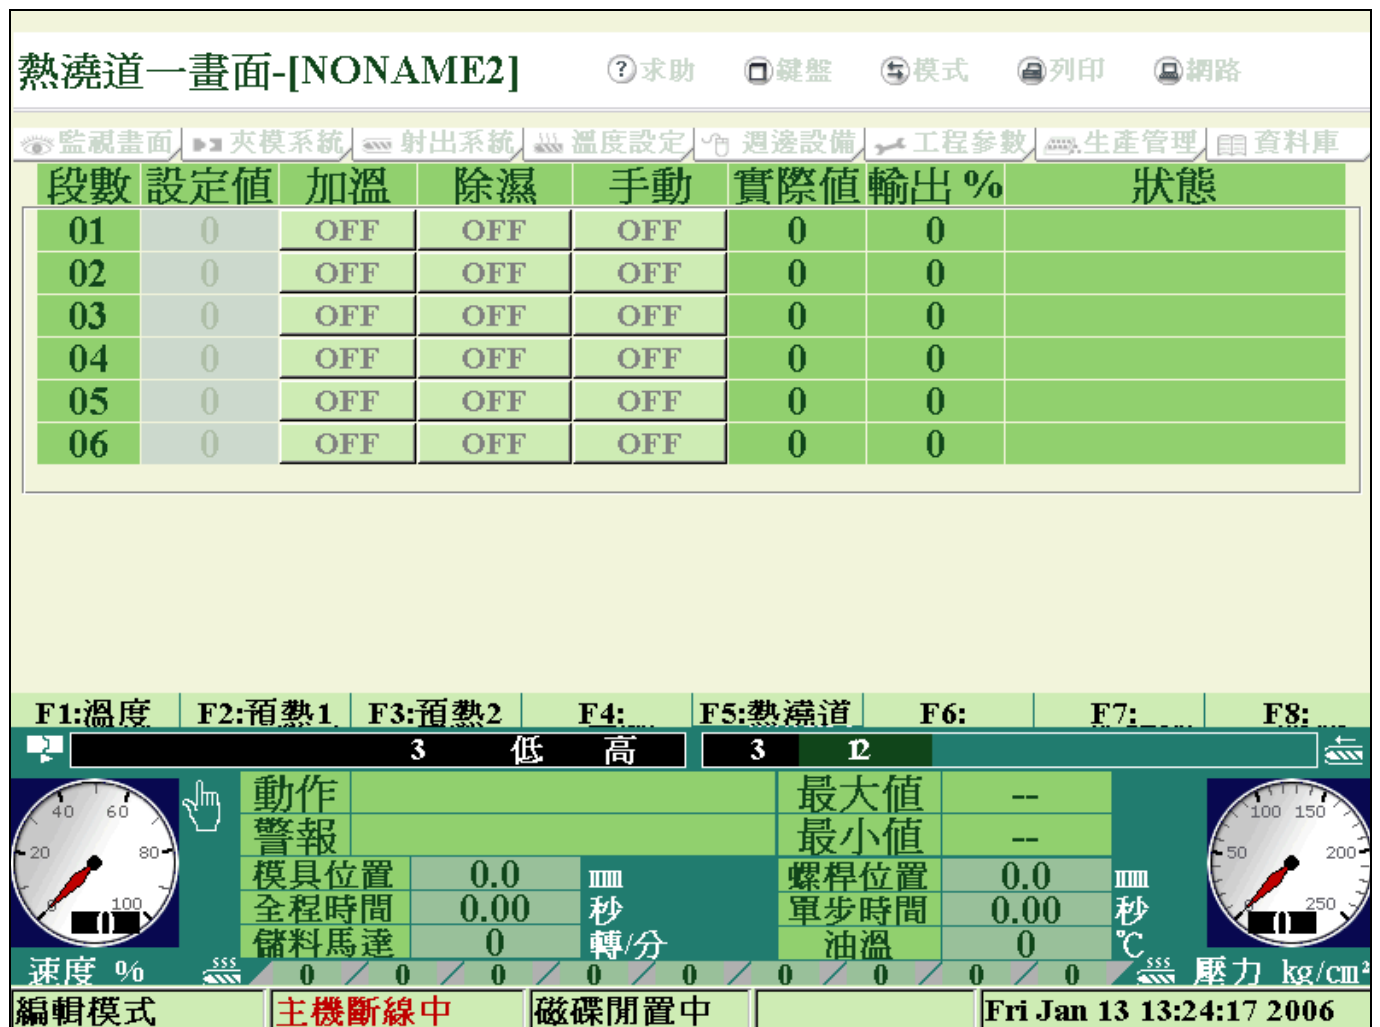 熱澆道一畫面-[NONAME2] 求助 鍵盤 模式 列印 網路
監視畫面 夾模系統 射出系統 溫度設定 週邊設備 工程參數 生產管理 資料庫
段數 設定值 加溫 除濕 手動 實際值 輸出 % 狀態
01 0 OFF OFF OFF 0 0
02 0 OFF OFF OFF 0 0
03 0 OFF OFF OFF 0 0
04 0 OFF OFF OFF 0 0
05 0 OFF OFF OFF 0 0
06 0 OFF OFF OFF 0 0
F1:溫度 F2:預熱1 F3:預熱2 F4: F5:熱澆道 F6: F7: F8:
3 低 高 3 12
動作 最大值 --
警報 最小值 --
模具位置 0.0 mm 螺桿位置 0.0 mm
全程時間 0.00 秒 單步時間 0.00 秒
儲料馬達 0 轉/分 油溫 0 ℃
0 20 40 60 80 100 0
0 50 100 150 200 250 0
速度 % sss 0 0 0 0 0 0 0 0 0 sss 壓力 kg/cm²
編輯模式 主機斷線中 磁碟閒置中 Fri Jan 13 13:24:17 2006